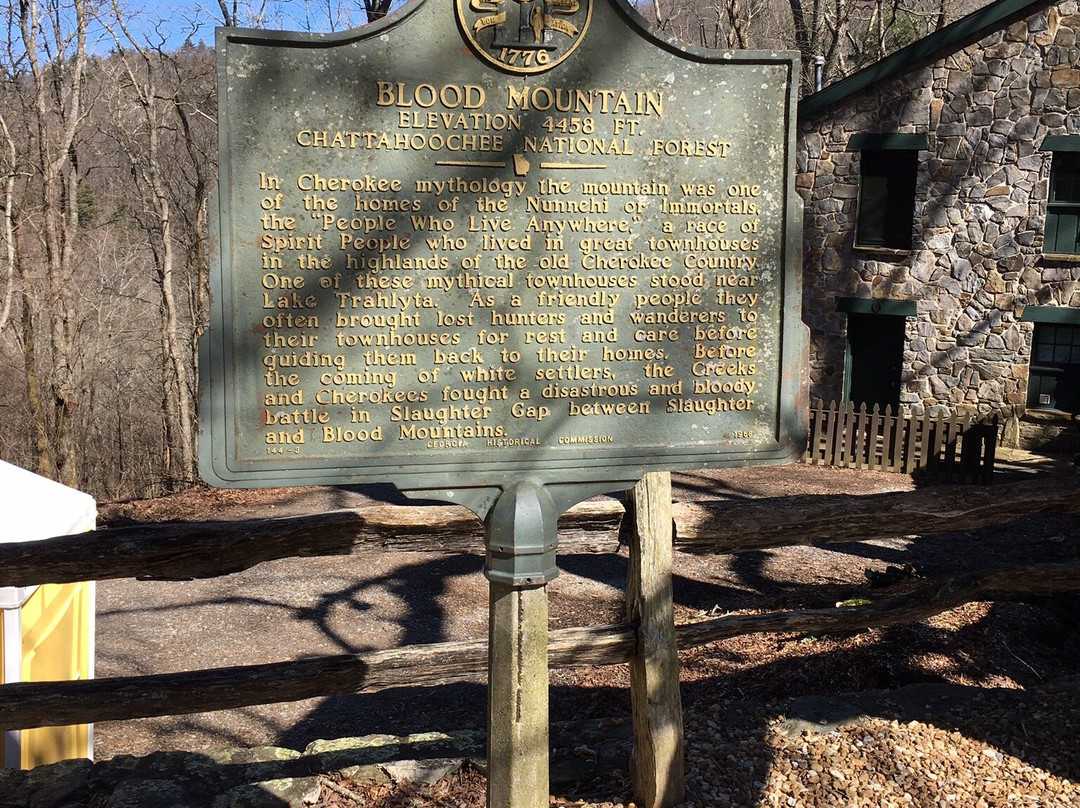 1776
BLOOD MOUNTAIN
ELEVATION 4458 FT.
CHATTAHOOCHEE NATIONAL FOREST
In Cherokee mythology the mountain was one
of the homes of the Nunnehi or Immortals,
the "People Who Live Anywhere," a race of
Spirit People who lived in great townhouses
in the highlands of the old Cherokee Country.
One of these mythical townhouses stood near
Lake Trahlyta. As a friendly people they
often brought lost hunters and wanderers to
their townhouses for rest and care before
guiding them back to their homes. Before
the coming of white settlers, the Creeks
and Cherokees fought a disastrous and bloody
battle in Slaughter Gap between Slaughter
and Blood Mountains.
144-3 GEORGIA HISTORICAL COMMISSION